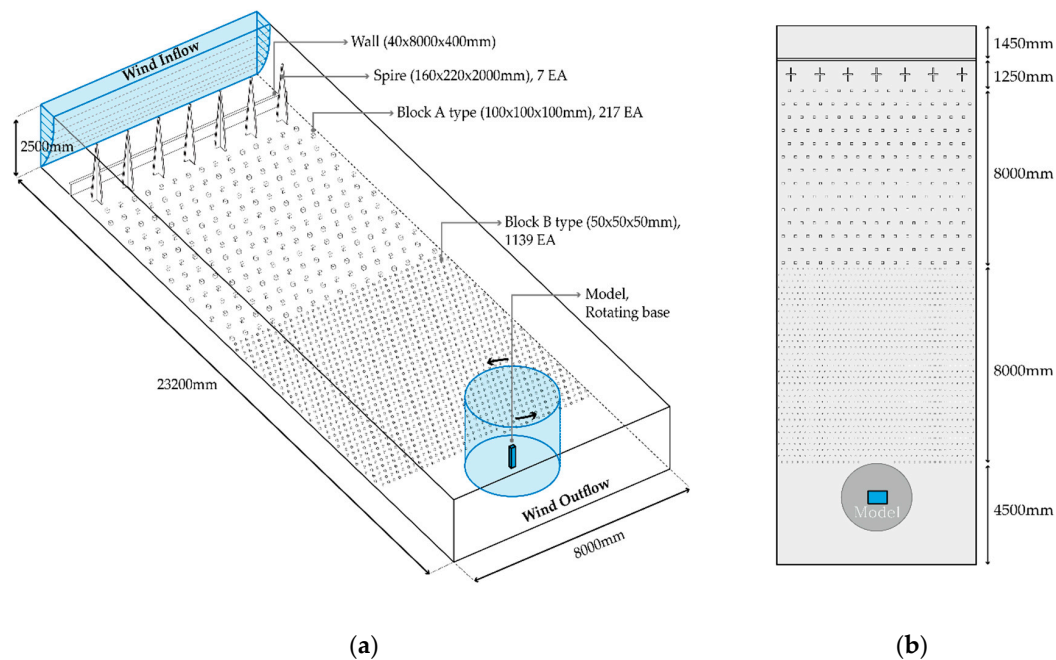 Wind Inflow
Wall (40x8000x400mm)
Spire (160x220x2000mm), 7 EA
Block A type (100x100x100mm), 217 EA
2500mm
Block B type (50x50x50mm),
1139 EA
Model,
Rotating base
23200mm
Wind Outflow
8000mm
(a)
1450mm
1250mm
8000mm
8000mm
Model
4500mm
(b)